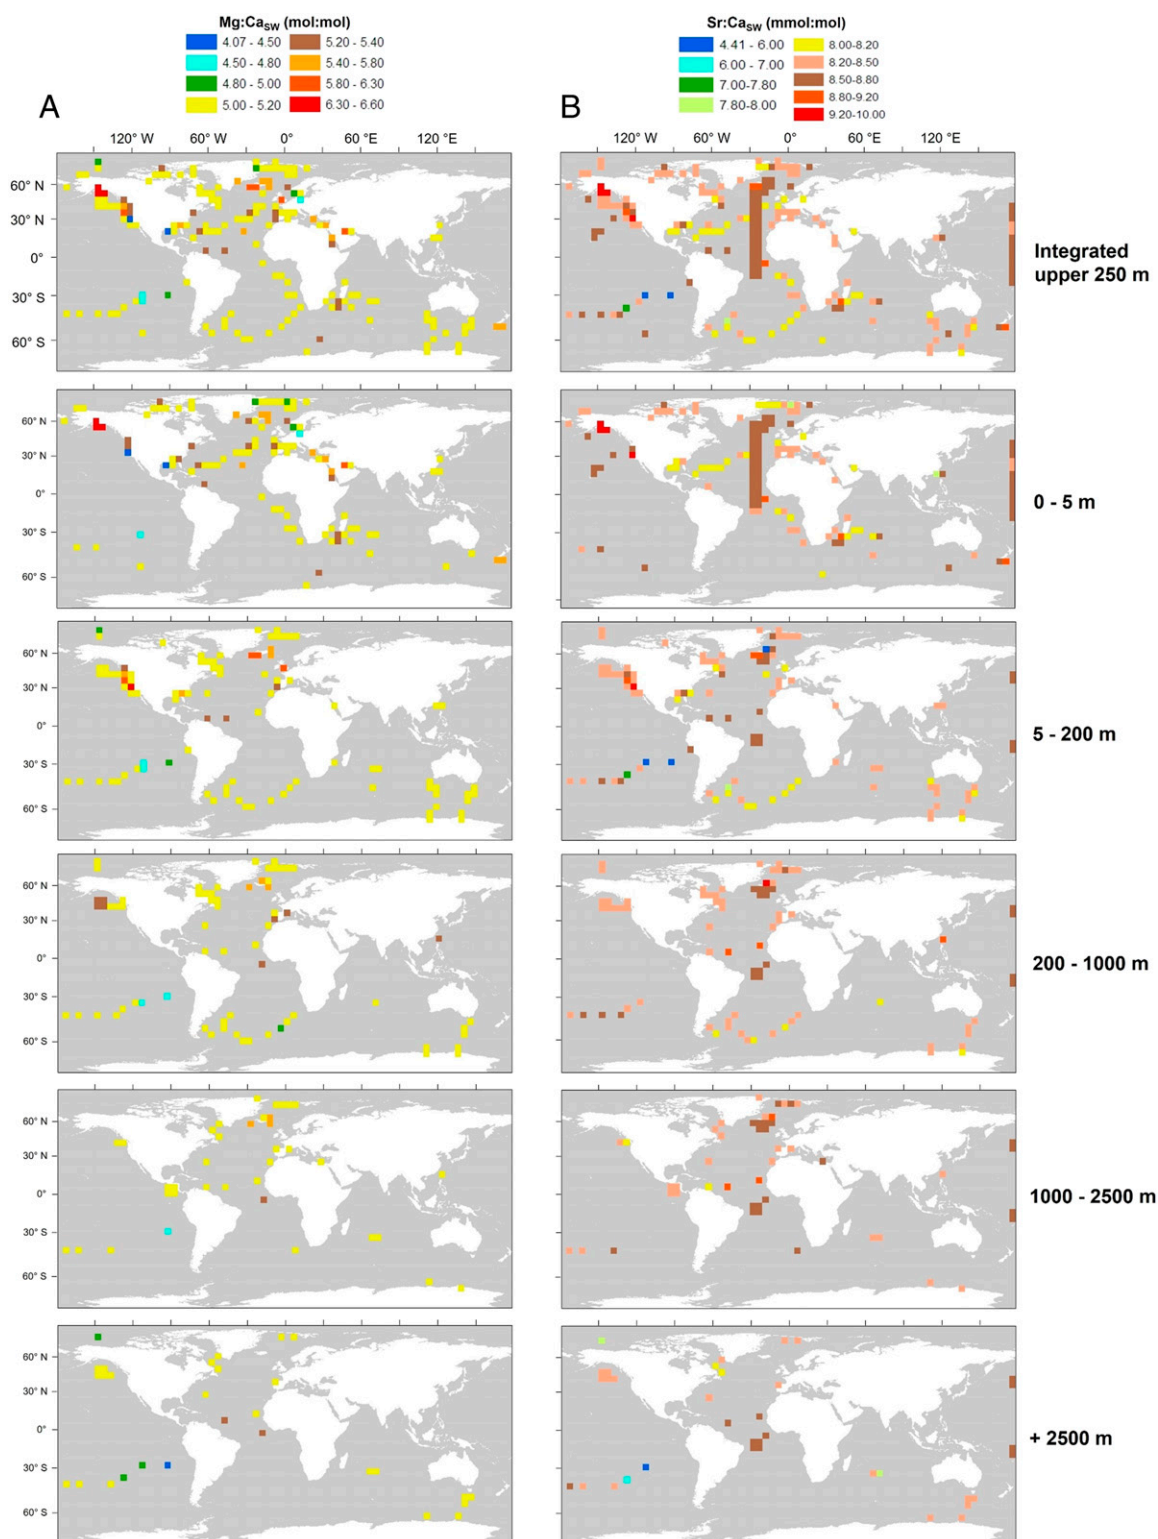 Mg:CaSW (mol:mol)
4.07 - 4.50
4.50 - 4.80
4.80 - 5.00
5.00 - 5.20
5.20 - 5.40
5.40 - 5.80
5.80 - 6.30
6.30 - 6.60
Sr:CaSW (mmol:mol)
4.41 - 6.00
6.00 - 7.00
7.00-7.80
7.80-8.00
8.00-8.20
8.20-8.50
8.50-8.80
8.80-9.20
9.20-10.00
A
120° W 60° W 0° 60 °E 120 °E
B
120° W 60° W 0° 60 °E 120 °E
60° N
30° N
0°
30° S
60° S
Integrated
upper 250 m
60° N
30° N
0°
30° S
60° S
0 - 5 m
60° N
30° N
0°
30° S
60° S
5 - 200 m
60° N
30° N
0°
30° S
60° S
200 - 1000 m
60° N
30° N
0°
30° S
60° S
1000 - 2500 m
60° N
30° N
0°
30° S
60° S
+ 2500 m